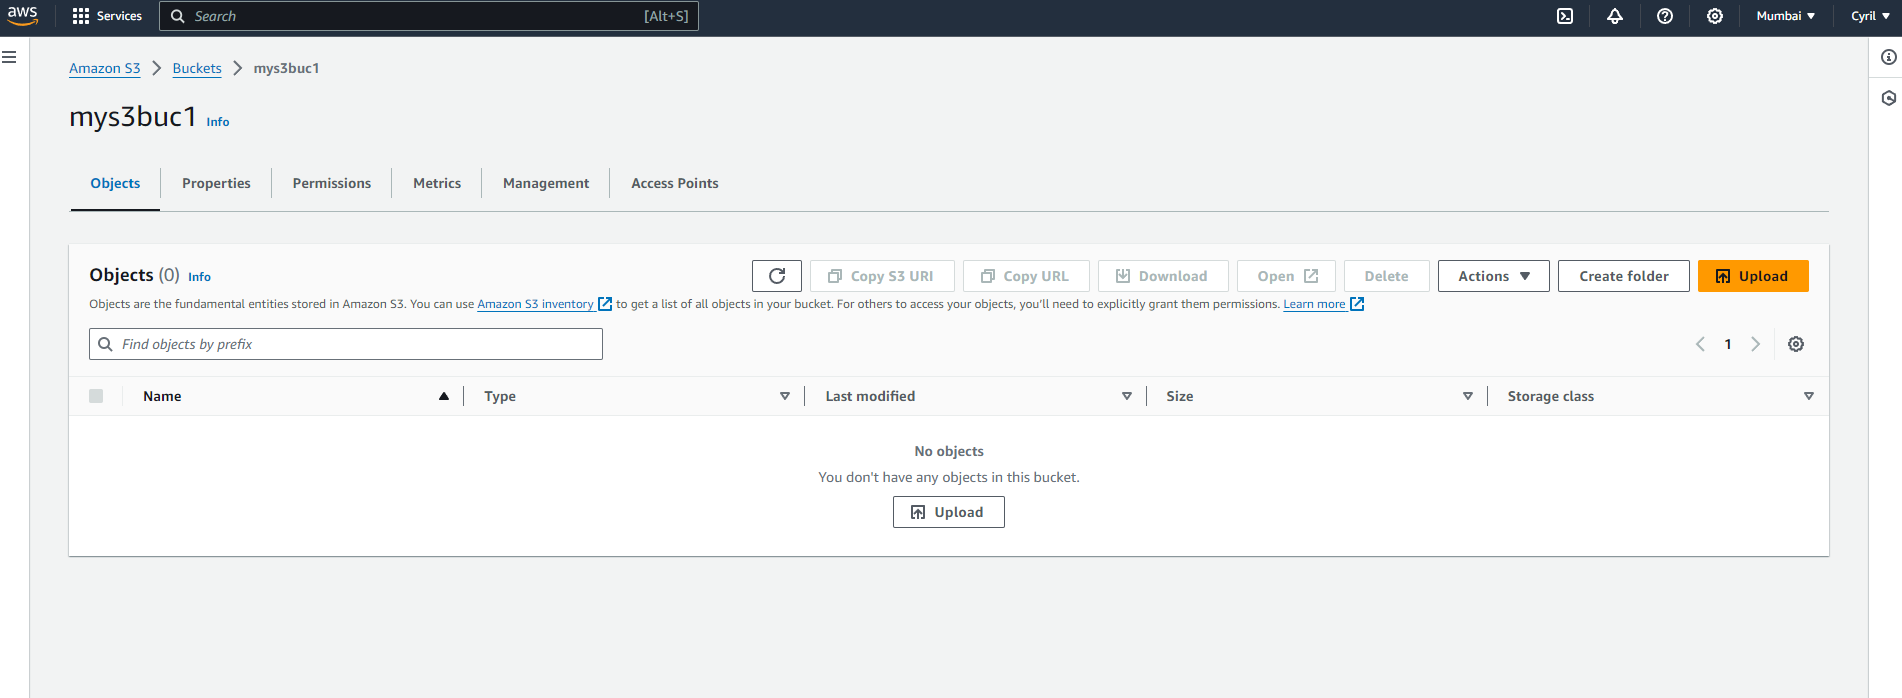 aws Services Search [Alt+S] Mumbai Cyril
Amazon S3 Buckets mys3buc1
mys3buc1 Info
Objects Properties Permissions Metrics Management Access Points
Objects (0) Info Copy S3 URI Copy URL Download Open Delete Actions Create folder Upload
Objects are the fundamental entities stored in Amazon S3. You can use Amazon S3 inventory to get a list of all objects in your bucket. For others to access your objects, you'll need to explicitly grant them permissions. Learn more
Find objects by prefix 1
Name Type Last modified Size Storage class
No objects
You don't have any objects in this bucket.
Upload